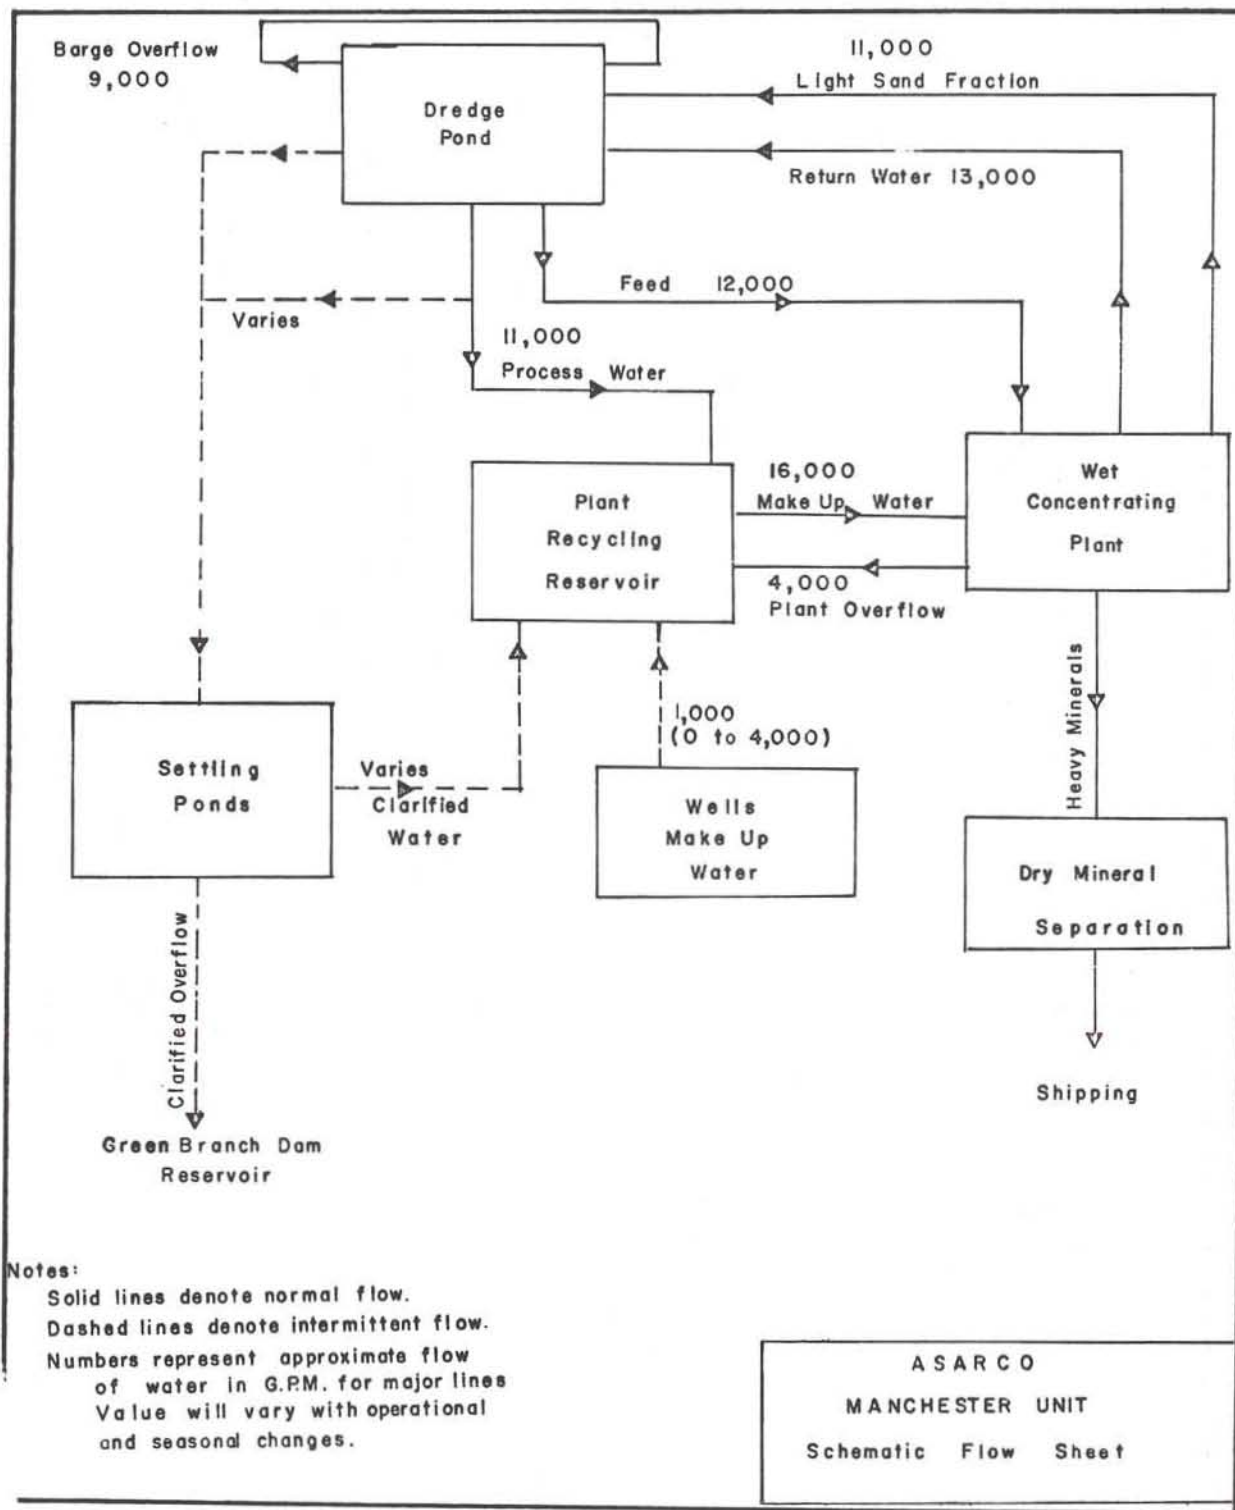 Barge Overflow
9,000
11,000
Light Sand Fraction
Dredge
Pond
Return Water 13,000
Feed 12,000
Varies
11,000
Process Water
16,000
Make Up Water
Plant
Recycling
Reservoir
Wet
Concentrating
Plant
4,000
Plant Overflow
1,000
(0 to 4,000)
Heavy Minerals
Settling
Ponds
Varies
Clarified
Water
Wells
Make Up
Water
Dry Mineral
Separation
Clarified Overflow
Shipping
Green Branch Dam
Reservoir
Notes:
Solid lines denote normal flow.
Dashed lines denote intermittent flow.
Numbers represent approximate flow
of water in G.P.M. for major lines
Value will vary with operational
and seasonal changes.
ASARCO
MANCHESTER UNIT
Schematic Flow Sheet